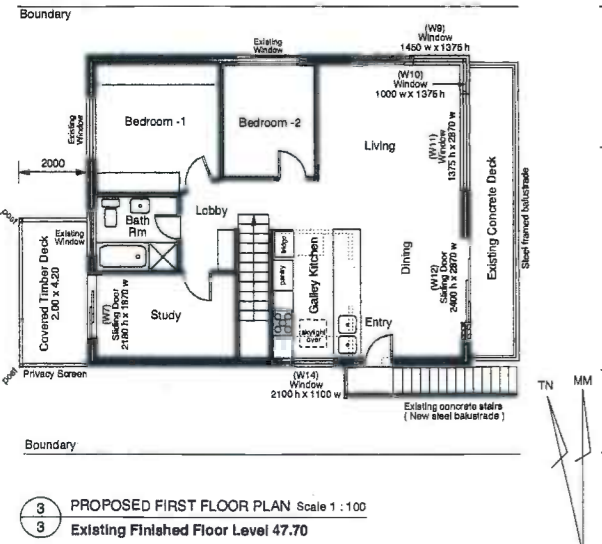 Boundary
(W9)
Window
1450 w x 1375 h
Existing
Window
(W10)
Window
1000 w x 1375 h
Existing
Window
Bedroom -1
Bedroom -2
Living
(W11)
Window
1375 h x 2870 w
Existing Concrete Deck
Steel framed balustrade
2000
post
Existing
Window
Bath
Rm
Lobby
Covered Timber Deck
2.00 x 4.20
(W7)
Sliding Door
2180 h x 1870 w
Study
fridge
pantry
Galley Kitchen
skylight
over
Dining
(W12)
Sliding Door
2400 h x 2870 w
Entry
post
Privacy Screen
(W14)
Window
2100 h x 1100 w
Existing concrete stairs
( New steel balustrade )
TN
MM
Boundary
3
3
PROPOSED FIRST FLOOR PLAN Scale 1 : 100
Existing Finished Floor Level 47.70